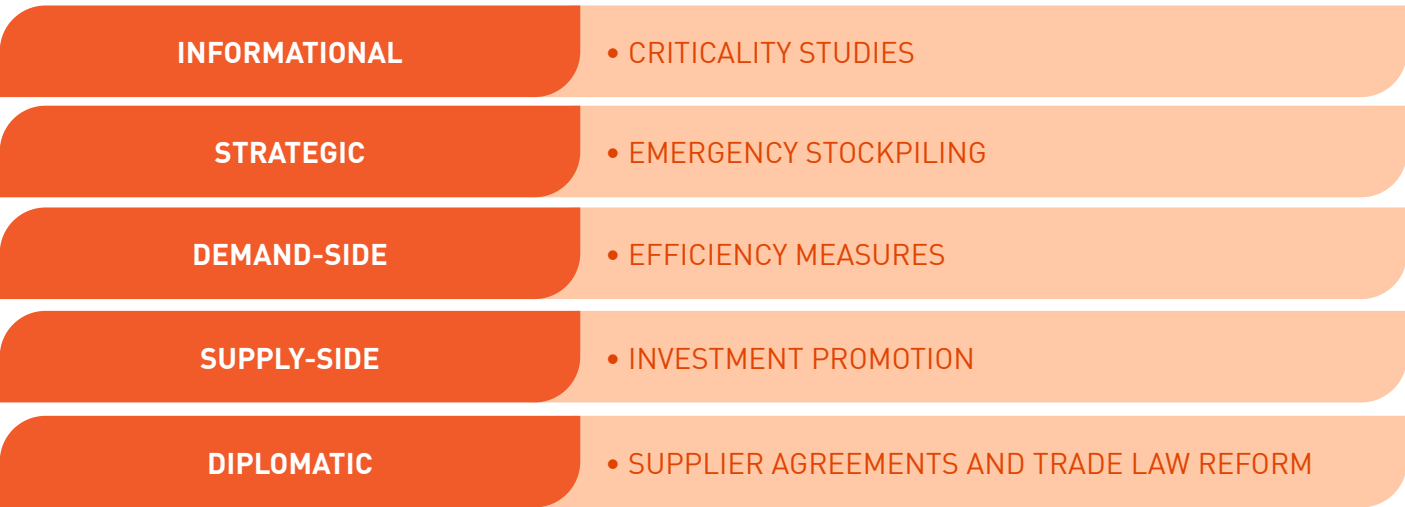 INFORMATIONAL
• CRITICALITY STUDIES
STRATEGIC
• EMERGENCY STOCKPILING
DEMAND-SIDE
• EFFICIENCY MEASURES
SUPPLY-SIDE
• INVESTMENT PROMOTION
DIPLOMATIC
• SUPPLIER AGREEMENTS AND TRADE LAW REFORM